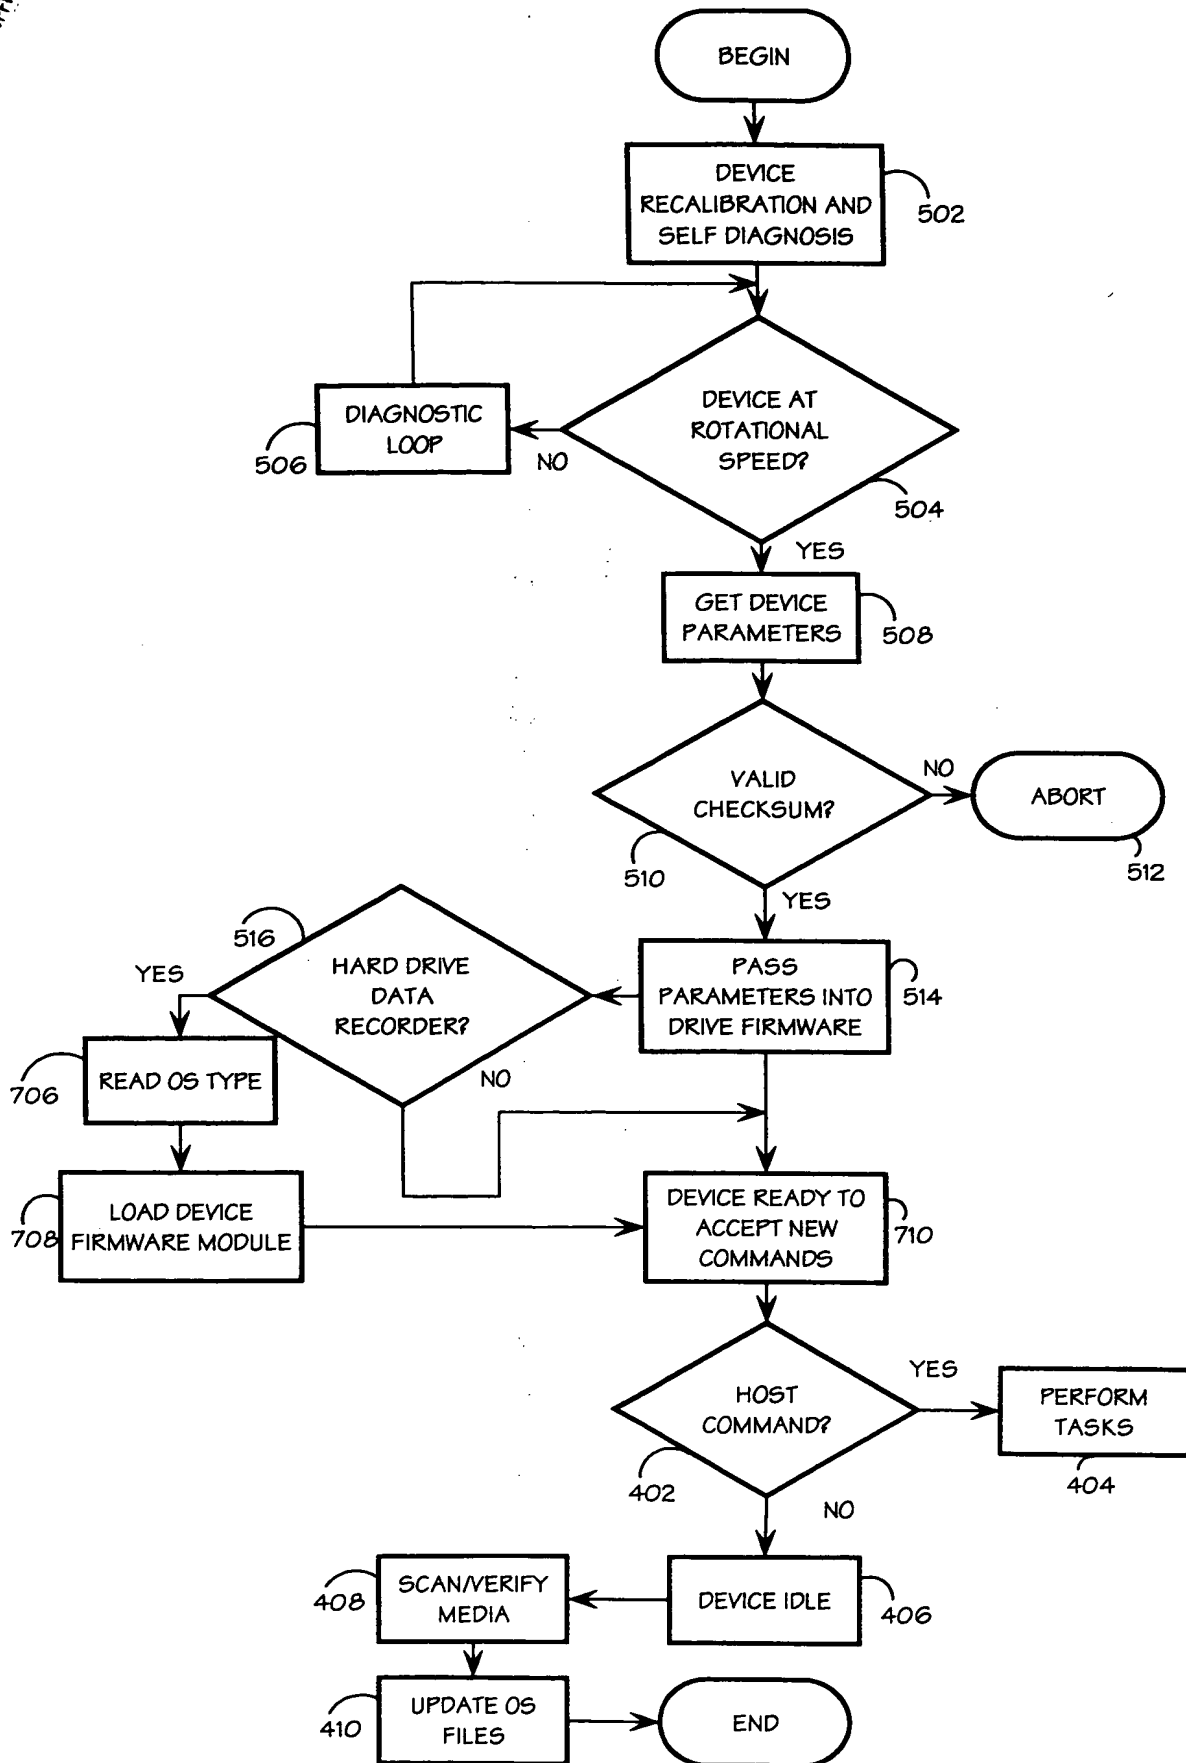 BEGIN
DEVICE
RECALIBRATION AND
SELF DIAGNOSIS
502
DEVICE AT
ROTATIONAL
SPEED?
504
DIAGNOSTIC
LOOP
506
NO
YES
GET DEVICE
PARAMETERS
508
VALID
CHECKSUM?
510
NO
ABORT
512
YES
PASS
PARAMETERS INTO
DRIVE FIRMWARE
514
516
HARD DRIVE
DATA
RECORDER?
YES
NO
READ OS TYPE
706
LOAD DEVICE
FIRMWARE MODULE
708
DEVICE READY TO
ACCEPT NEW
COMMANDS
710
HOST
COMMAND?
402
YES
PERFORM
TASKS
404
NO
DEVICE IDLE
406
SCAN/VERIFY
MEDIA
408
UPDATE OS
FILES
410
END